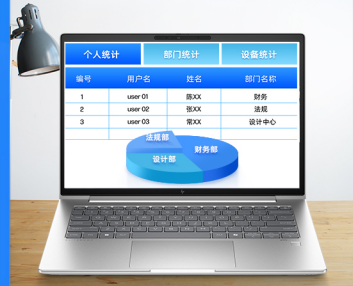 个人统计 部门统计 设备统计
编号 用户名 姓名 部门名称
1 user 01 陈XX 财务
2 user 02 张XX 法规
3 user 03 常XX 设计中心
法规部
财务部
设计部